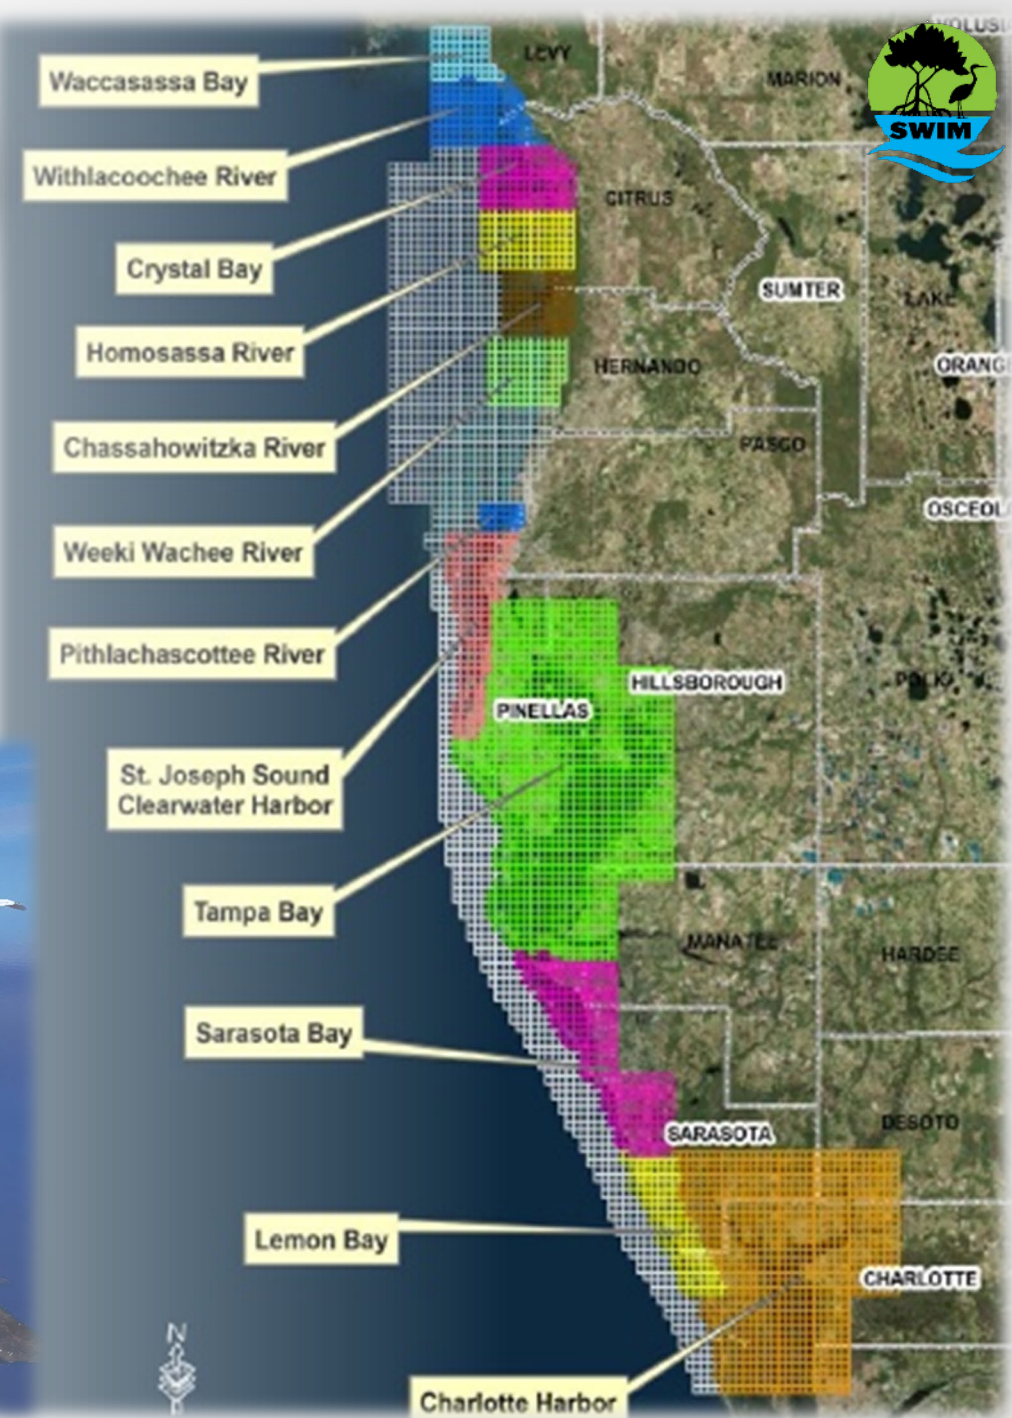 VOLUSI
LEVY
MARION
SWIM
Waccasassa Bay
Withlacoochee River
CITRUS
Crystal Bay
SUMTER
LAKE
Homosassa River
HERNANDO
ORANG
Chassahowitzka River
PASCO
OSCEOL
Weeki Wachee River
Pithlachascottee River
HILLSBOROUGH
POLK
PINELLAS
St. Joseph Sound
Clearwater Harbor
Tampa Bay
MANATEE
HARDEE
Sarasota Bay
DESOTO
SARASOTA
Lemon Bay
CHARLOTTE
N
Charlotte Harbor